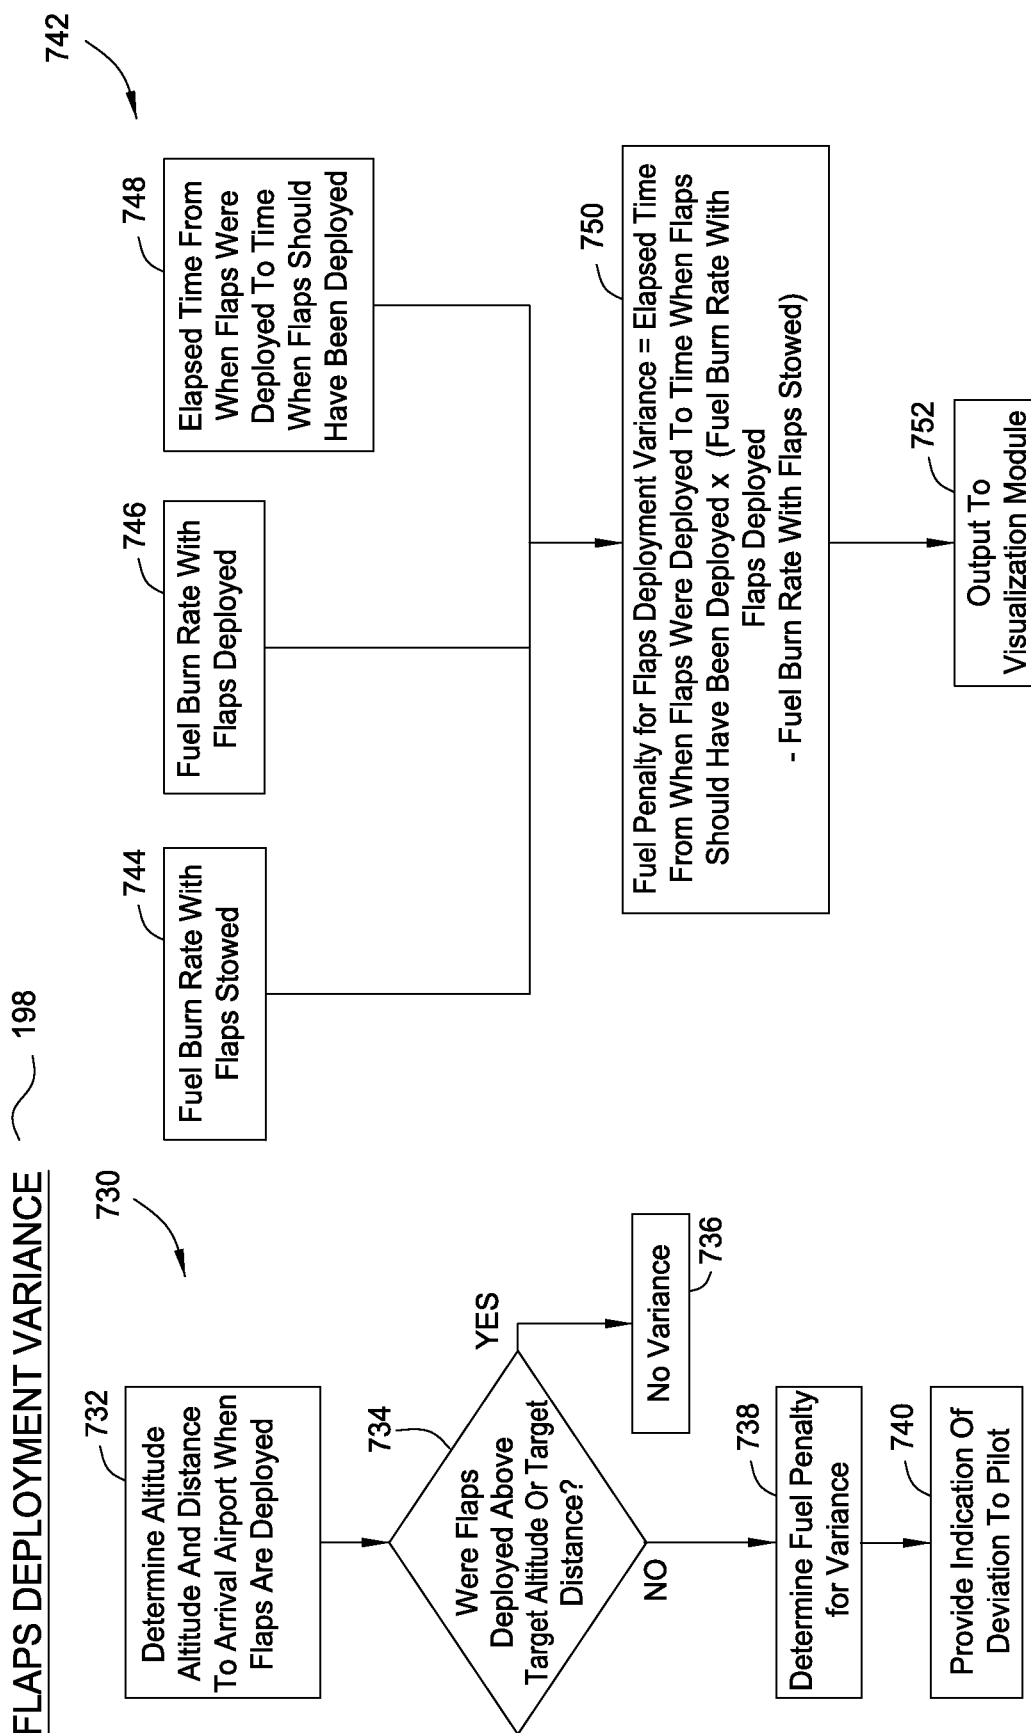 FLAPS DEPLOYMENT VARIANCE
198
730
732
Determine Altitude
Altitude And Distance
To Arrival Airport When
Flaps Are Deployed
734
Were Flaps
Deployed Above
Target Altitude Or Target
Distance?
YES
No Variance
736
NO
738
Determine Fuel Penalty
for Variance
740
Provide Indication Of
Deviation To Pilot
742
744
Fuel Burn Rate With
Flaps Stowed
746
Fuel Burn Rate With
Flaps Deployed
748
Elapsed Time From
When Flaps Were
Deployed To Time
When Flaps Should
Have Been Deployed
750
Fuel Penalty for Flaps Deployment Variance = Elapsed Time
From When Flaps Were Deployed To Time When Flaps
Should Have Been Deployed x (Fuel Burn Rate With
Flaps Deployed
- Fuel Burn Rate With Flaps Stowed)
752
Output To
Visualization Module